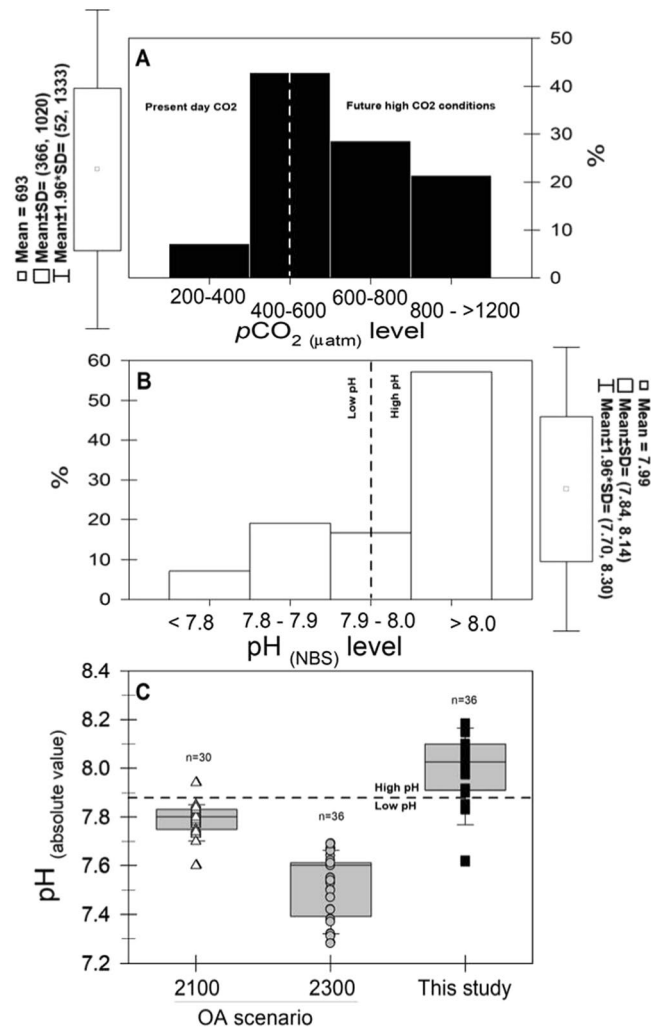 A
Present day CO2
Future high CO2 conditions
50
40
30
20
10
0
%
Mean = 693
Mean±SD= (366, 1020)
Mean±1.96*SD= (52, 1333)
200-400
400-600
600-800
800 - >1200
pCO2 (µatm) level
B
60
50
40
30
20
10
0
%
Low pH
High pH
Mean = 7.99
Mean±SD= (7.84, 8.14)
Mean±1.96*SD= (7.70, 8.30)
< 7.8
7.8 - 7.9
7.9 - 8.0
> 8.0
pH (NBS) level
C
8.4
8.2
8.0
7.8
7.6
7.4
7.2
pH (absolute value)
n=30
n=36
n=36
High pH
Low pH
2100
2300
This study
OA scenario